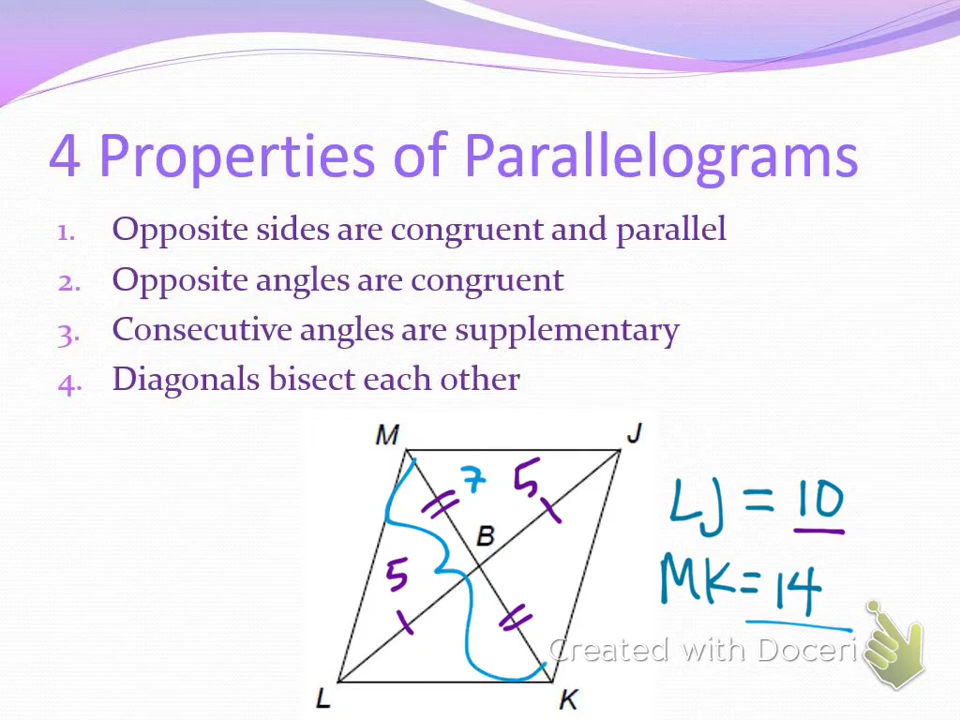 4 Properties of Parallelograms
1. Opposite sides are congruent and parallel
2. Opposite angles are congruent
3. Consecutive angles are supplementary
4. Diagonals bisect each other
M J
7 5
LJ = 10
B
5
MK = 14
Created with Doceri
L K